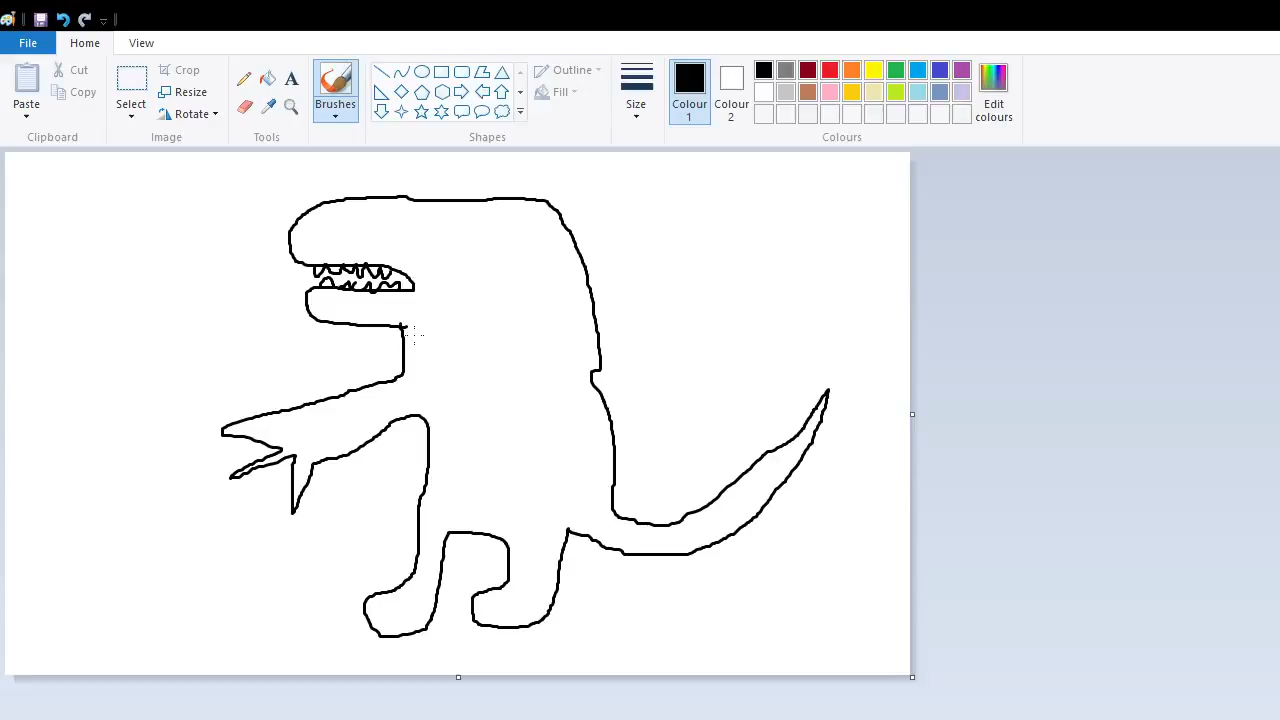 File Home View
Paste Cut Copy
Clipboard
Select Crop Resize Rotate
Image
A
Tools
Brushes
Outline Fill
Shapes
Size
Colour 1
Colour 2
Edit colours
Colours